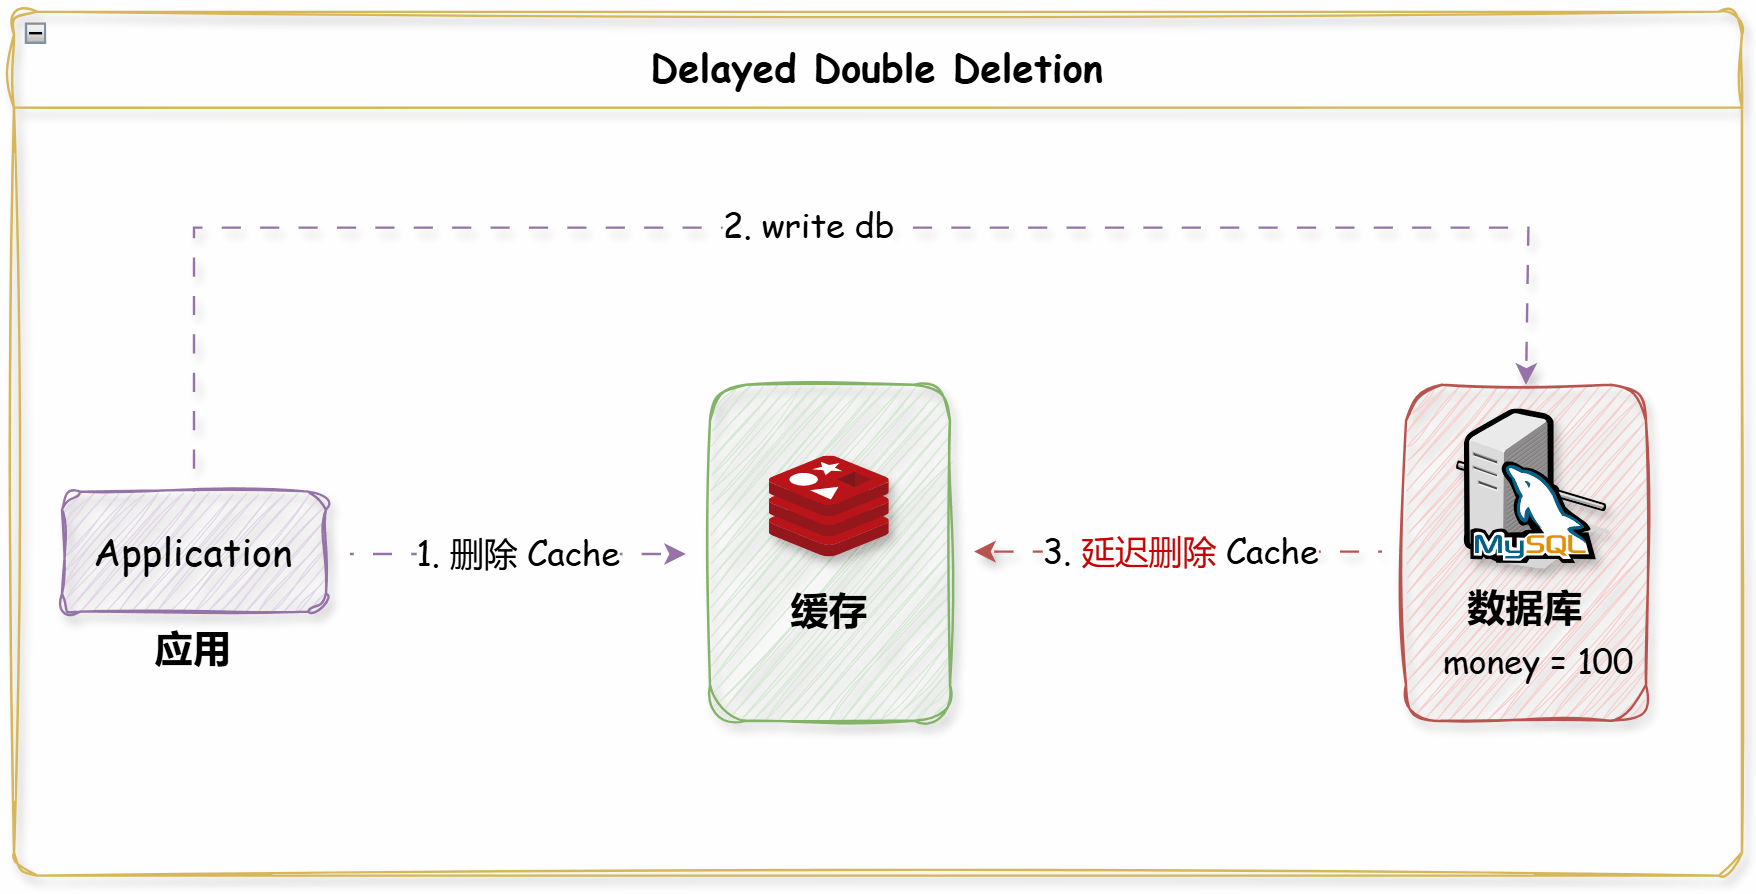 Delayed Double Deletion
2. write db
Application
应用
1. 删除 Cache
缓存
3. 延迟删除 Cache
MySQL
数据库
money = 100